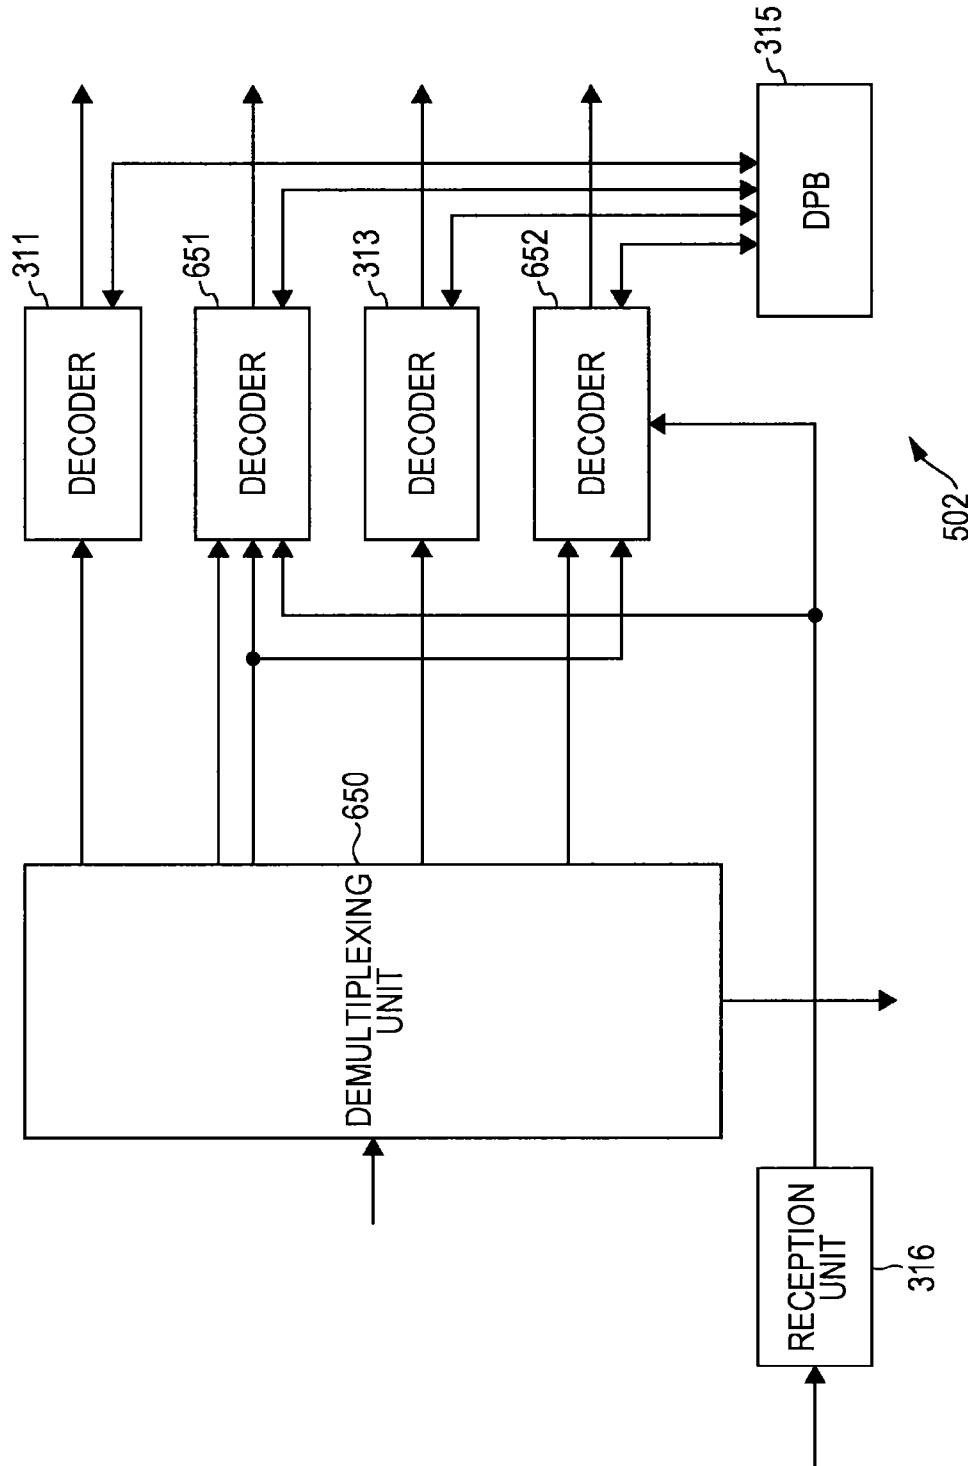 311
DECODER
651
DECODER
313
DECODER
652
DECODER
315
DPB
650
DEMULTIPLEXING
UNIT
RECEPTION
UNIT
316
502